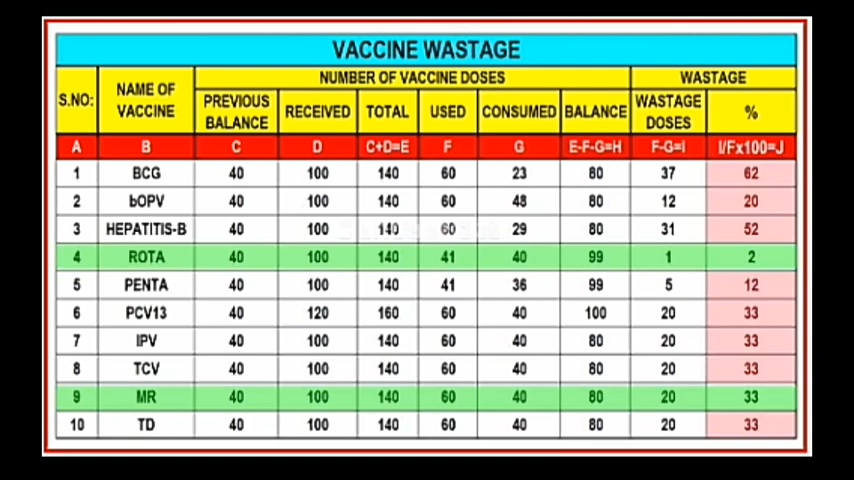 VACCINE WASTAGE
S.NO: NAME OF VACCINE NUMBER OF VACCINE DOSES WASTAGE
PREVIOUS BALANCE RECEIVED TOTAL USED CONSUMED BALANCE WASTAGE DOSES %
A B C D C+D=E F G E-F-G=H F-G=I I/Fx100=J
1 BCG 40 100 140 60 23 80 37 62
2 bOPV 40 100 140 60 48 80 12 20
3 HEPATITIS-B 40 100 140 60 29 80 31 52
4 ROTA 40 100 140 41 40 99 1 2
5 PENTA 40 100 140 41 36 99 5 12
6 PCV13 40 120 160 60 40 100 20 33
7 IPV 40 100 140 60 40 80 20 33
8 TCV 40 100 140 60 40 80 20 33
9 MR 40 100 140 60 40 80 20 33
10 TD 40 100 140 60 40 80 20 33